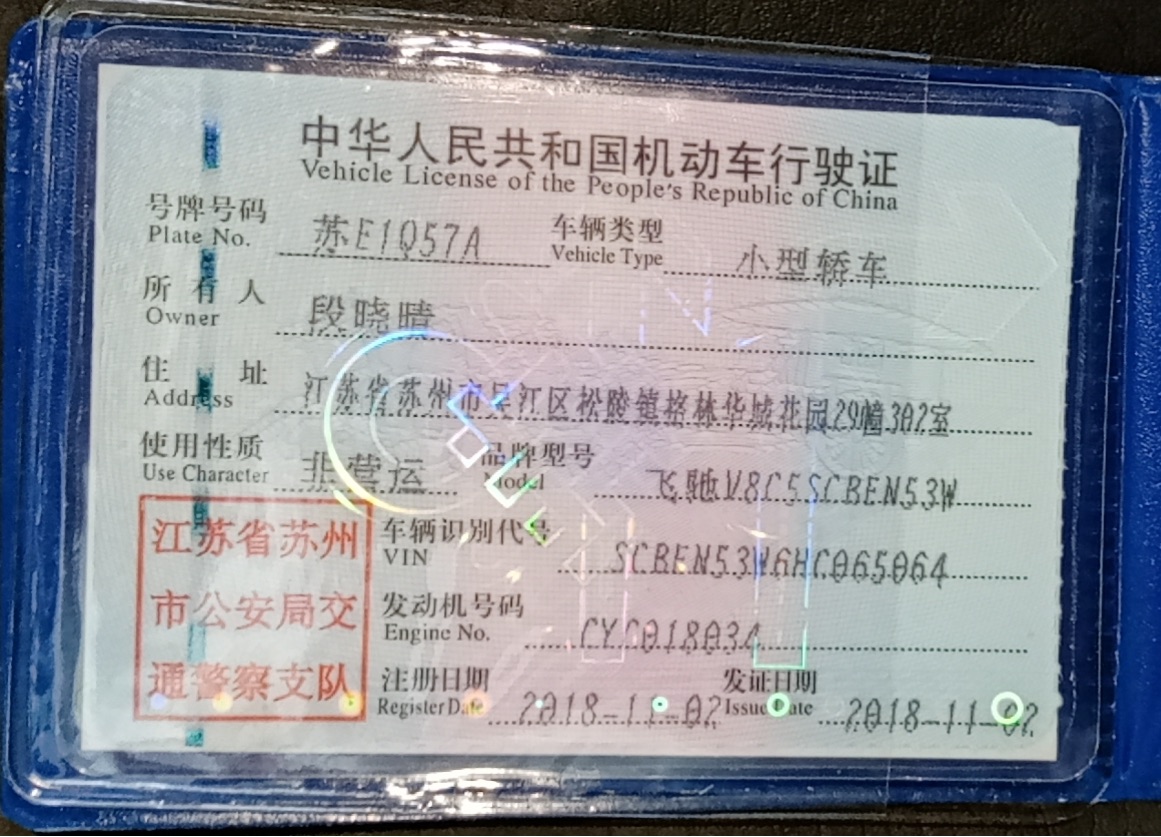 中华人民共和国机动车行驶证
Vehicle License of the People's Republic of China
号牌号码 苏E1Q57A 车辆类型 小型轿车
Plate No. Vehicle Type
所有人 段晓晴
Owner
住址 江苏省苏州市吴江区松陵镇格林华城花园29幢302室
Address
使用性质 非营运 品牌型号 飞驰V8C5SCBEN53W
Use Character Model
江苏省苏州
市公安局交
通警察支队
车辆识别代号 SCBEN53W6HC065064
VIN
发动机号码 CYC018034
Engine No.
注册日期 2018-11-02 发证日期 2018-11-02
Register Date Issue Date